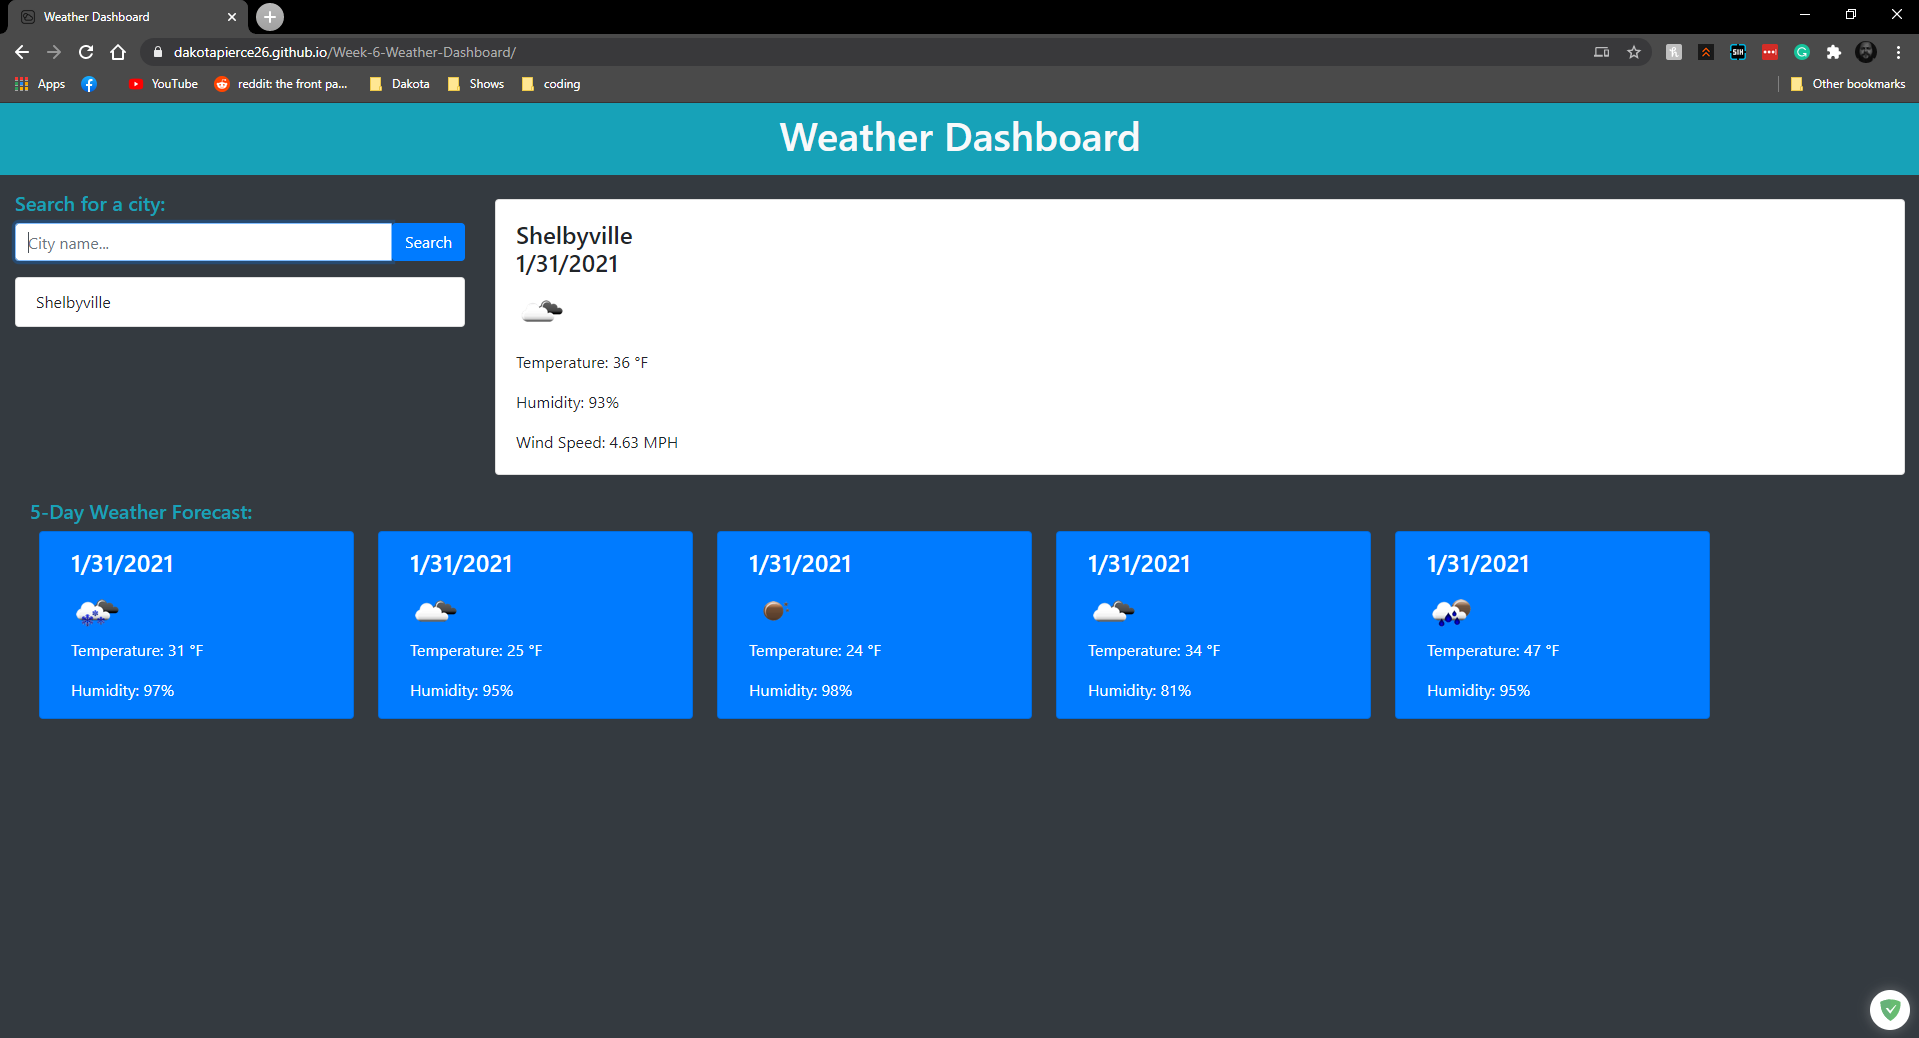 Weather Dashboard
dakotapierce26.github.io/Week-6-Weather-Dashboard/
Apps YouTube reddit: the front pa... Dakota Shows coding Other bookmarks
Weather Dashboard
Search for a city:
City name... Search
Shelbyville
Shelbyville
1/31/2021
Temperature: 36 °F
Humidity: 93%
Wind Speed: 4.63 MPH
5-Day Weather Forecast:
1/31/2021 1/31/2021 1/31/2021 1/31/2021 1/31/2021
Temperature: 31 °F Temperature: 25 °F Temperature: 24 °F Temperature: 34 °F Temperature: 47 °F
Humidity: 97% Humidity: 95% Humidity: 98% Humidity: 81% Humidity: 95%